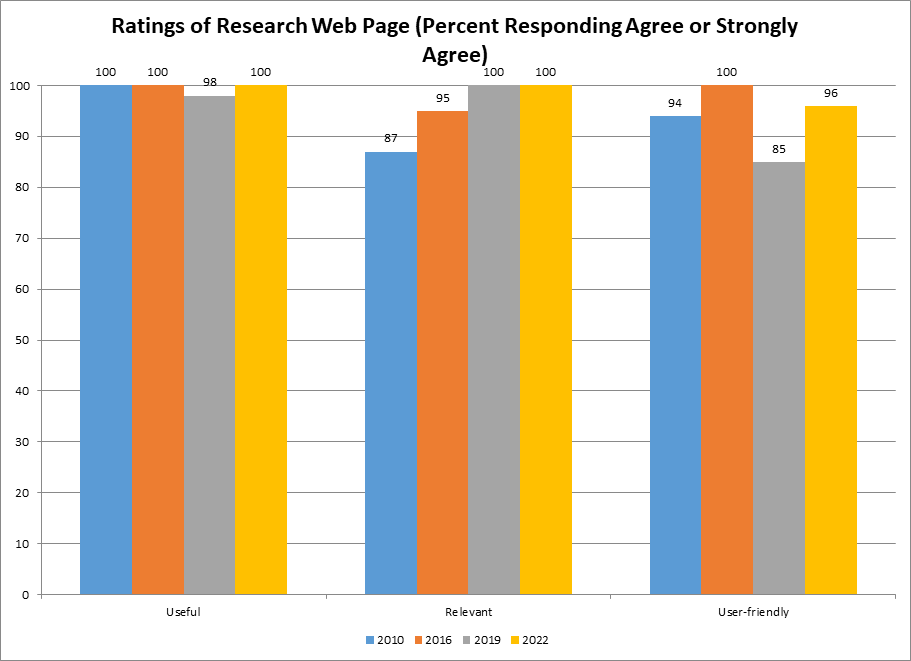 Ratings of Research Web Page (Percent Responding Agree or Strongly
Agree)
100 100 98 100 87 95 100 100 94 100 85 96
100
90
80
70
60
50
40
30
20
10
0
Useful Relevant User-friendly
2010 2016 2019 2022